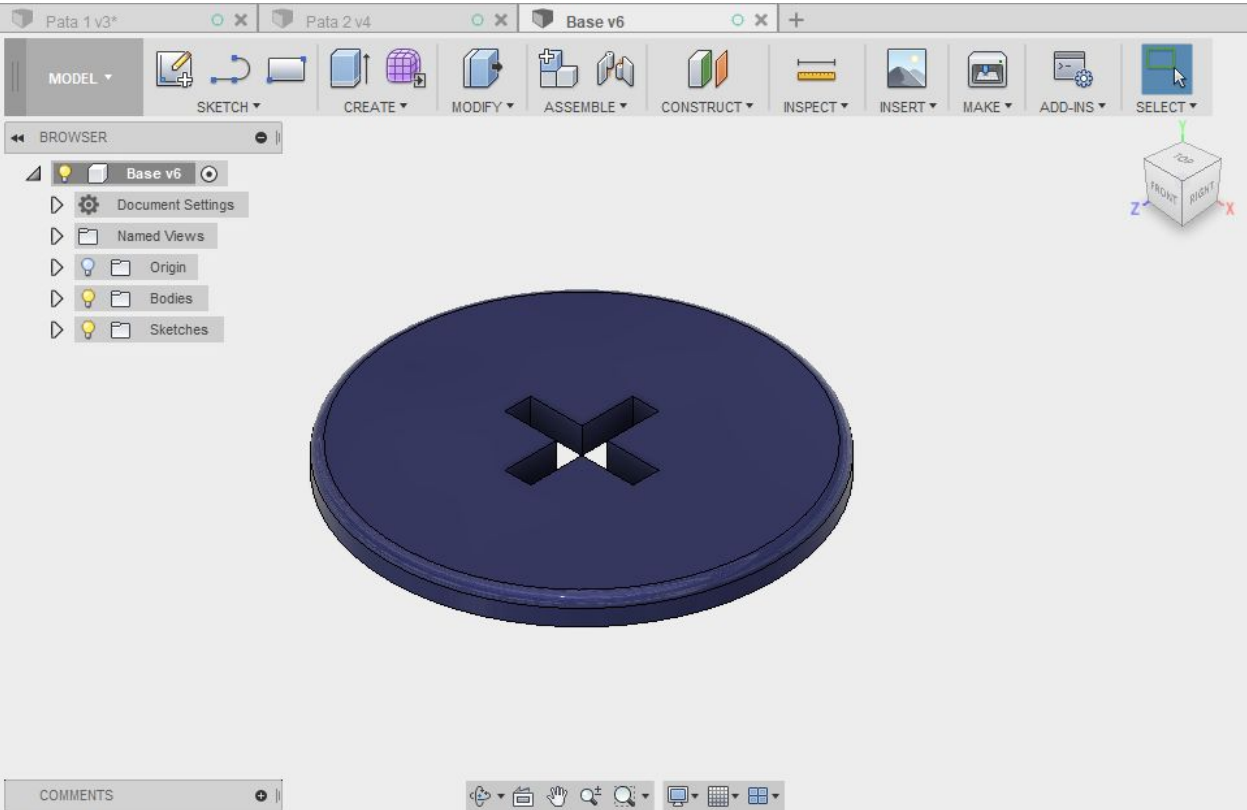 Pata 1 v3* Pata 2 v4 Base v6
MODEL
SKETCH CREATE MODIFY ASSEMBLE CONSTRUCT INSPECT INSERT MAKE ADD-INS SELECT
BROWSER
Base v6
Document Settings
Named Views
Origin
Bodies
Sketches
Y
TOP
FRONT RIGHT
Z X
COMMENTS